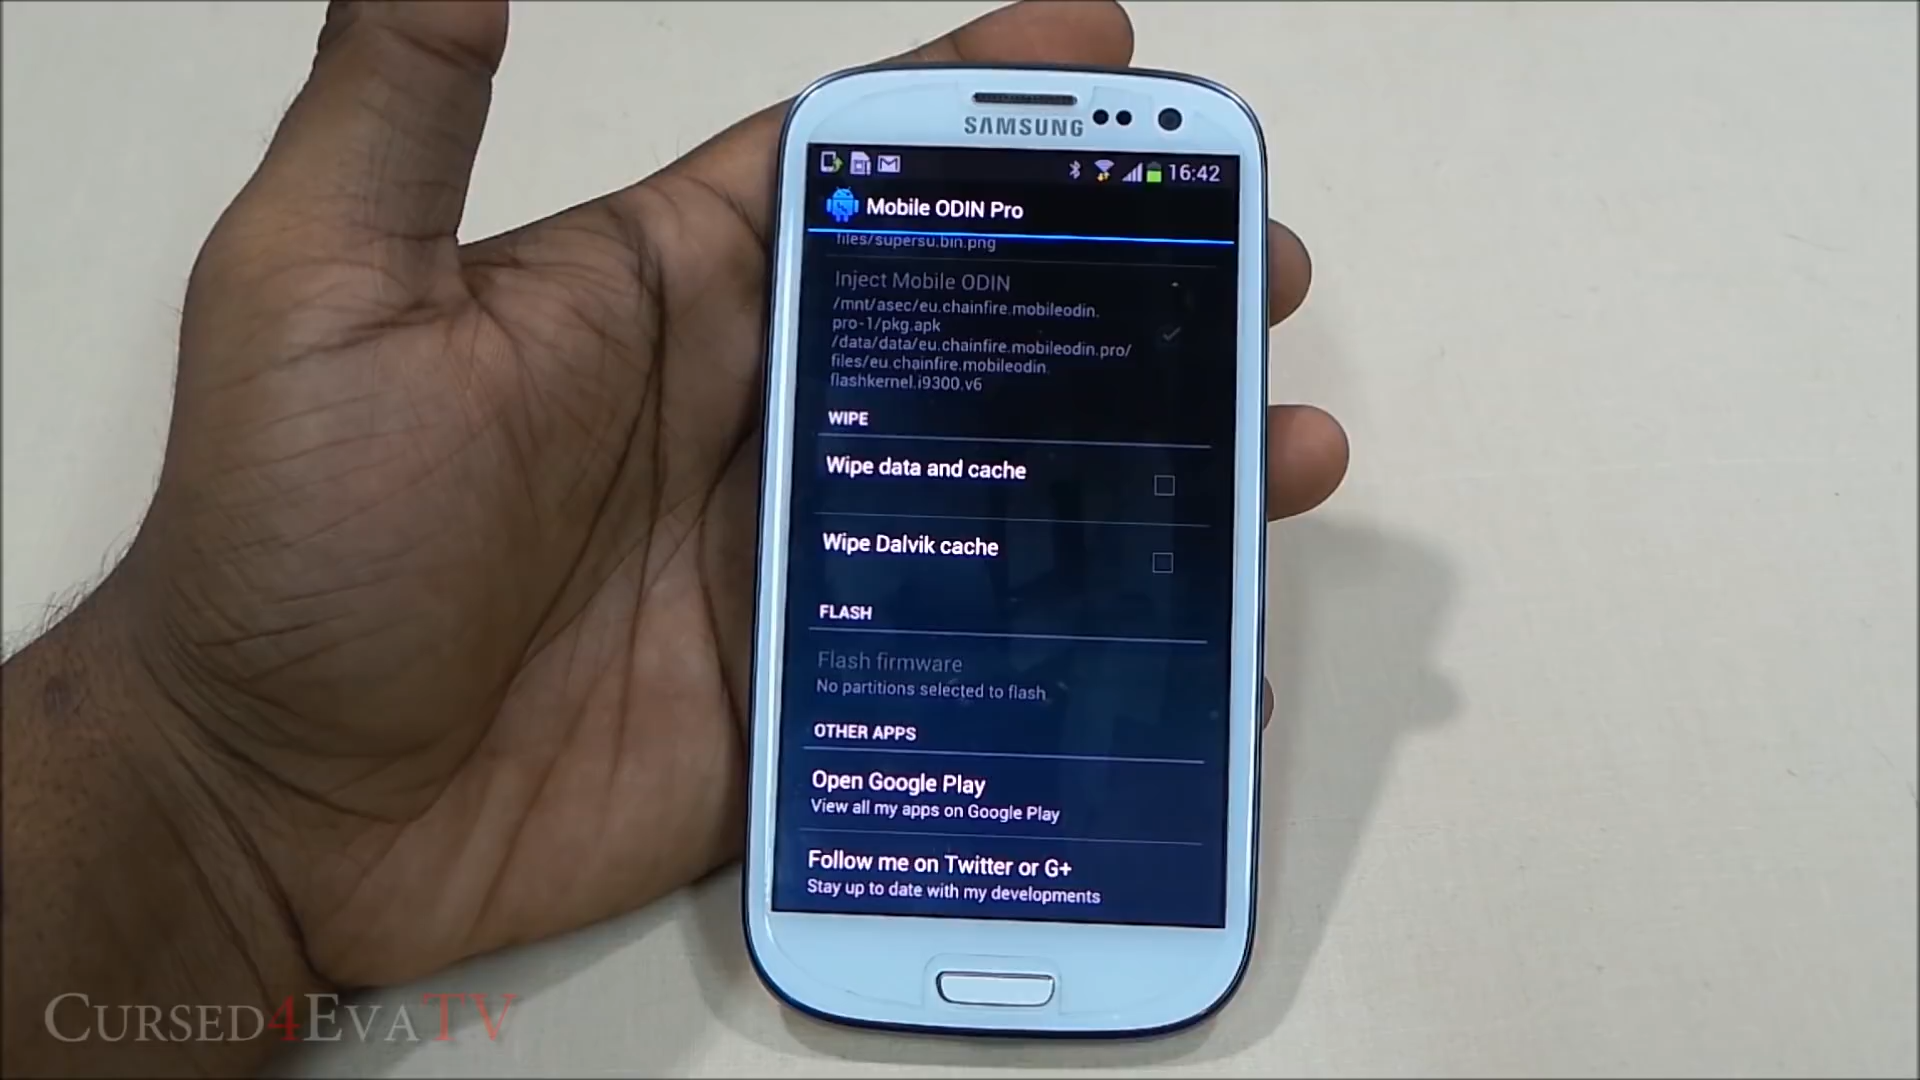 SAMSUNG
16:42
Mobile ODIN Pro
files/supersu.bin.png
Inject Mobile ODIN
/mnt/asec/eu.chainfire.mobileodin.
pro-1/pkg.apk
/data/data/eu.chainfire.mobileodin.pro/
files/eu.chainfire.mobileodin.
flashkernel.i9300.v6
WIPE
Wipe data and cache
Wipe Dalvik cache
FLASH
Flash firmware
No partitions selected to flash
OTHER APPS
Open Google Play
View all my apps on Google Play
Follow me on Twitter or G+
Stay up to date with my developments
CURSED4EVATV